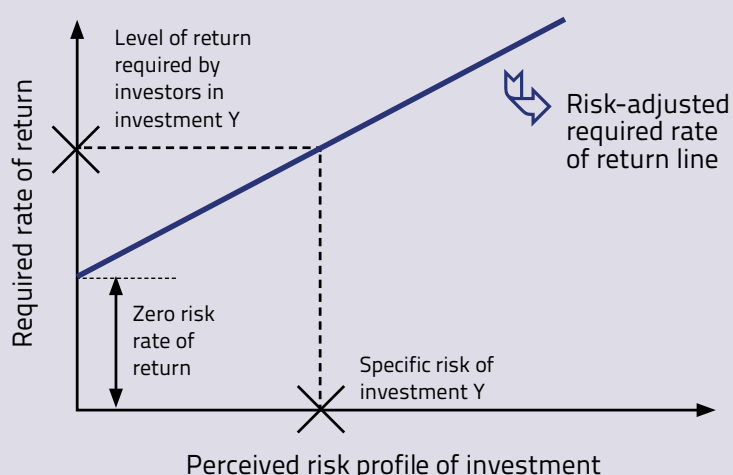 Level of return
required by
investors in
investment Y
Risk-adjusted
required rate
of return line
Required rate of return
Zero risk
rate of
return
Specific risk of
investment Y
Perceived risk profile of investment